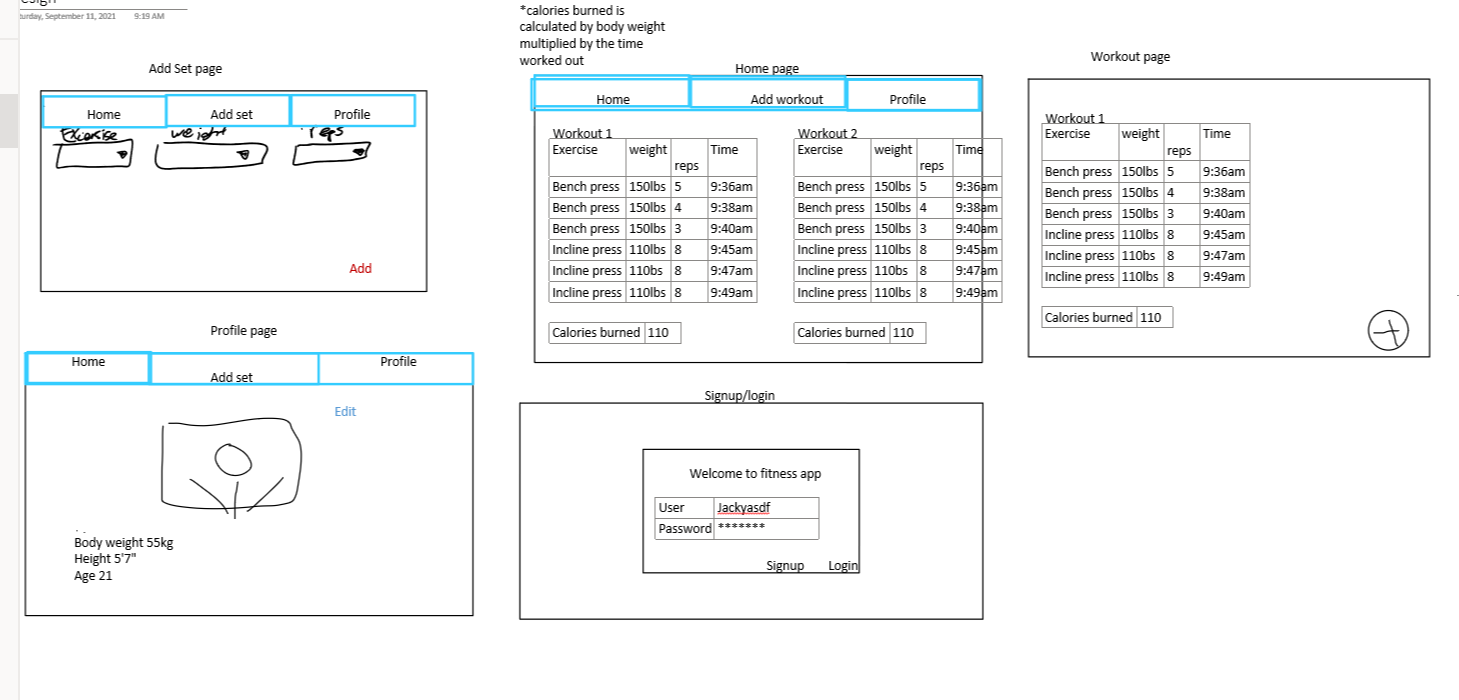 urday, September 11, 2021 9:19 AM
*calories burned is
calculated by body weight
multiplied by the time
worked out
Add Set page
Home Add set Profile
Exercise weight reps
Add
Profile page
Home Add set Profile
Edit
Body weight 55kg
Height 5'7"
Age 21
Home page
Home Add workout Profile
Workout 1
Exercise weight reps Time
Bench press 150lbs 5 9:36am
Bench press 150lbs 4 9:38am
Bench press 150lbs 3 9:40am
Incline press 110lbs 8 9:45am
Incline press 110bs 8 9:47am
Incline press 110lbs 8 9:49am
Calories burned 110
Workout 2
Exercise weight reps Time
Bench press 150lbs 5 9:36am
Bench press 150lbs 4 9:38am
Bench press 150lbs 3 9:40am
Incline press 110lbs 8 9:45am
Incline press 110bs 8 9:47am
Incline press 110lbs 8 9:49am
Calories burned 110
Signup/login
Welcome to fitness app
User Jackyasdf
Password *******
Signup Login
Workout page
Workout 1
Exercise weight reps Time
Bench press 150lbs 5 9:36am
Bench press 150lbs 4 9:38am
Bench press 150lbs 3 9:40am
Incline press 110lbs 8 9:45am
Incline press 110bs 8 9:47am
Incline press 110lbs 8 9:49am
Calories burned 110
+